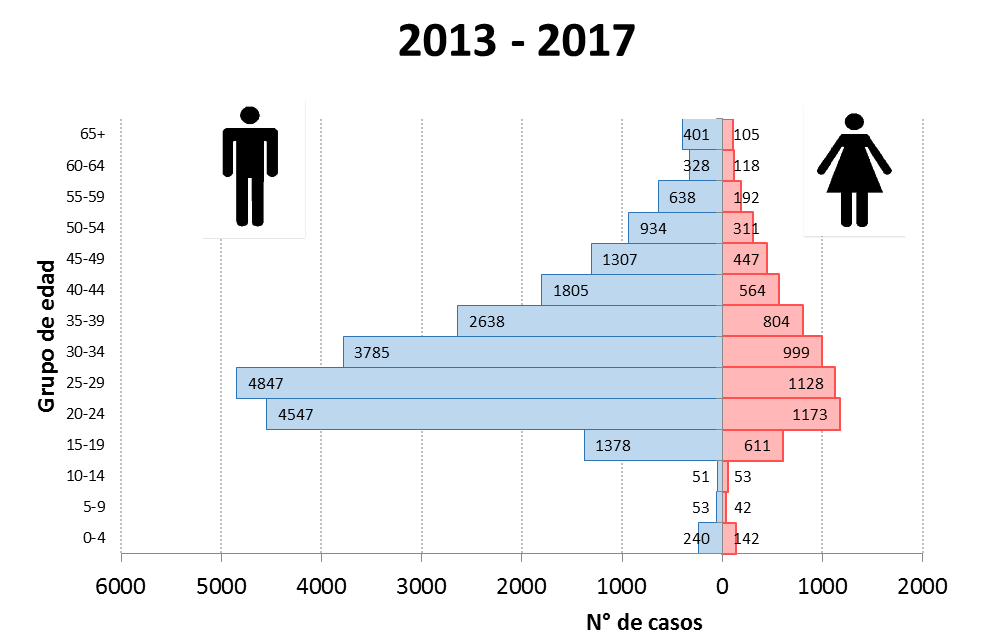 2013 - 2017
Grupo de edad
65+ 401 105
60-64 328 118
55-59 638 192
50-54 934 311
45-49 1307 447
40-44 1805 564
35-39 2638 804
30-34 3785 999
25-29 4847 1128
20-24 4547 1173
15-19 1378 611
10-14 51 53
5-9 53 42
0-4 240 142
6000 5000 4000 3000 2000 1000 0 1000 2000
N° de casos